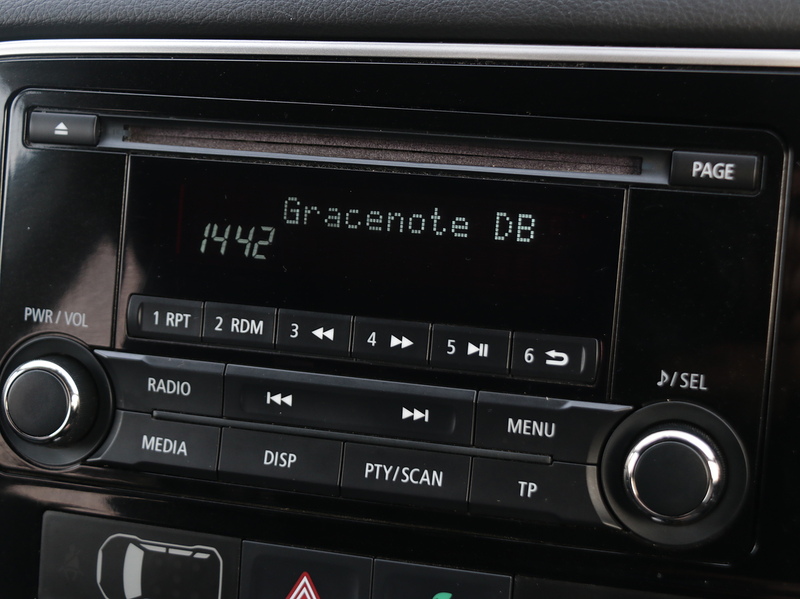 PAGE
Gracenote DB
1442
PWR / VOL
1 RPT
2 RDM
3
4
5
6
♪/SEL
RADIO
MENU
MEDIA
DISP
PTY/SCAN
TP